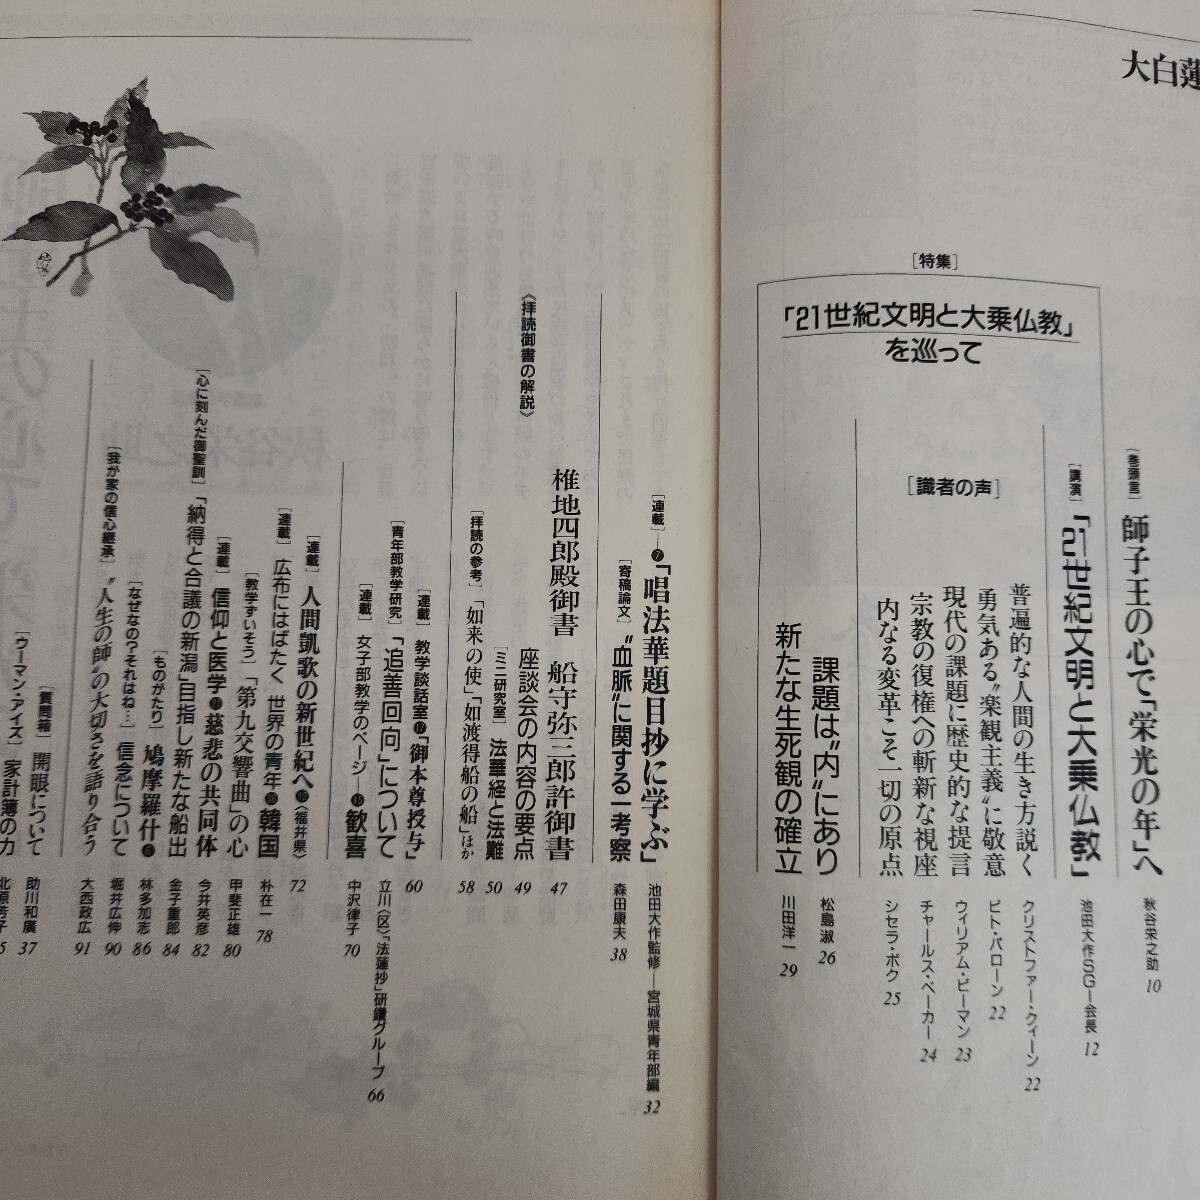 大白蓮
[巻頭言] 師子王の心で「栄光の年」へ 秋谷栄之助 10
[特集]
「21世紀文明と大乗仏教」
を巡って
[講演] 「21世紀文明と大乗仏教」 池田大作SGI会長 12
[識者の声]
普遍的な人間の生き方説く クリストファー・クィーン 22
勇気ある〝楽観主義〟に敬意 ビト・バローン 22
現代の課題に歴史的な提言 ウィリアム・ビーマン 23
宗教の復権への斬新な視座 チャールス・ベーカー 24
内なる変革こそ一切の原点 シセラ・ボク 25
課題は〝内〟にあり 松島淑 26
新たな生死観の確立 川田洋一 29
[連載]―❼「唱法華題目抄に学ぶ」 池田大作監修―宮城県青年部編 32
[寄稿論文] 〝血脈〟に関する一考察 森田康夫 38
《拝読御書の解説》
椎地四郎殿御書 船守弥三郎許御書 47
座談会の内容の要点 49
[ミニ研究室] 法華経と法難 50
[拝読の参考] 「如来の使」「如渡得船の船」ほか 58
[連載] 教学談話室⓱「御本尊授与」 60
[青年部教学研究] 「追善回向」について 立川(区)「法蓮抄」研鑽グループ 66
[連載] 女子部教学のページ ⓯ 歓喜 中沢律子 70
[連載] 人間凱歌の新世紀へ⓬〈福井県〉 72
[連載] 広布にはばたく 世界の青年 韓国 朴在一 78
[教学ずいそう] 「第九交響曲」の心 甲斐正雄 80
[連載] 信仰と医学 慈悲の共同体 今井英彦 82
[心に刻んだ御聖訓] 「納得と合議の新潟」目指し新たな船出 金子重郎 84
[ものがたり] 鳩摩羅什❻ 林多加志 86
[なぜなの?それはね…] 信念について 堀井広伸 90
[我が家の信心継承] 〝人生の師〟の大切さを語り合う 大西政広 91
[質問箱] 開眼について 助川和廣 37
[ウーマン・アイズ] 家計簿の力 北原芳子